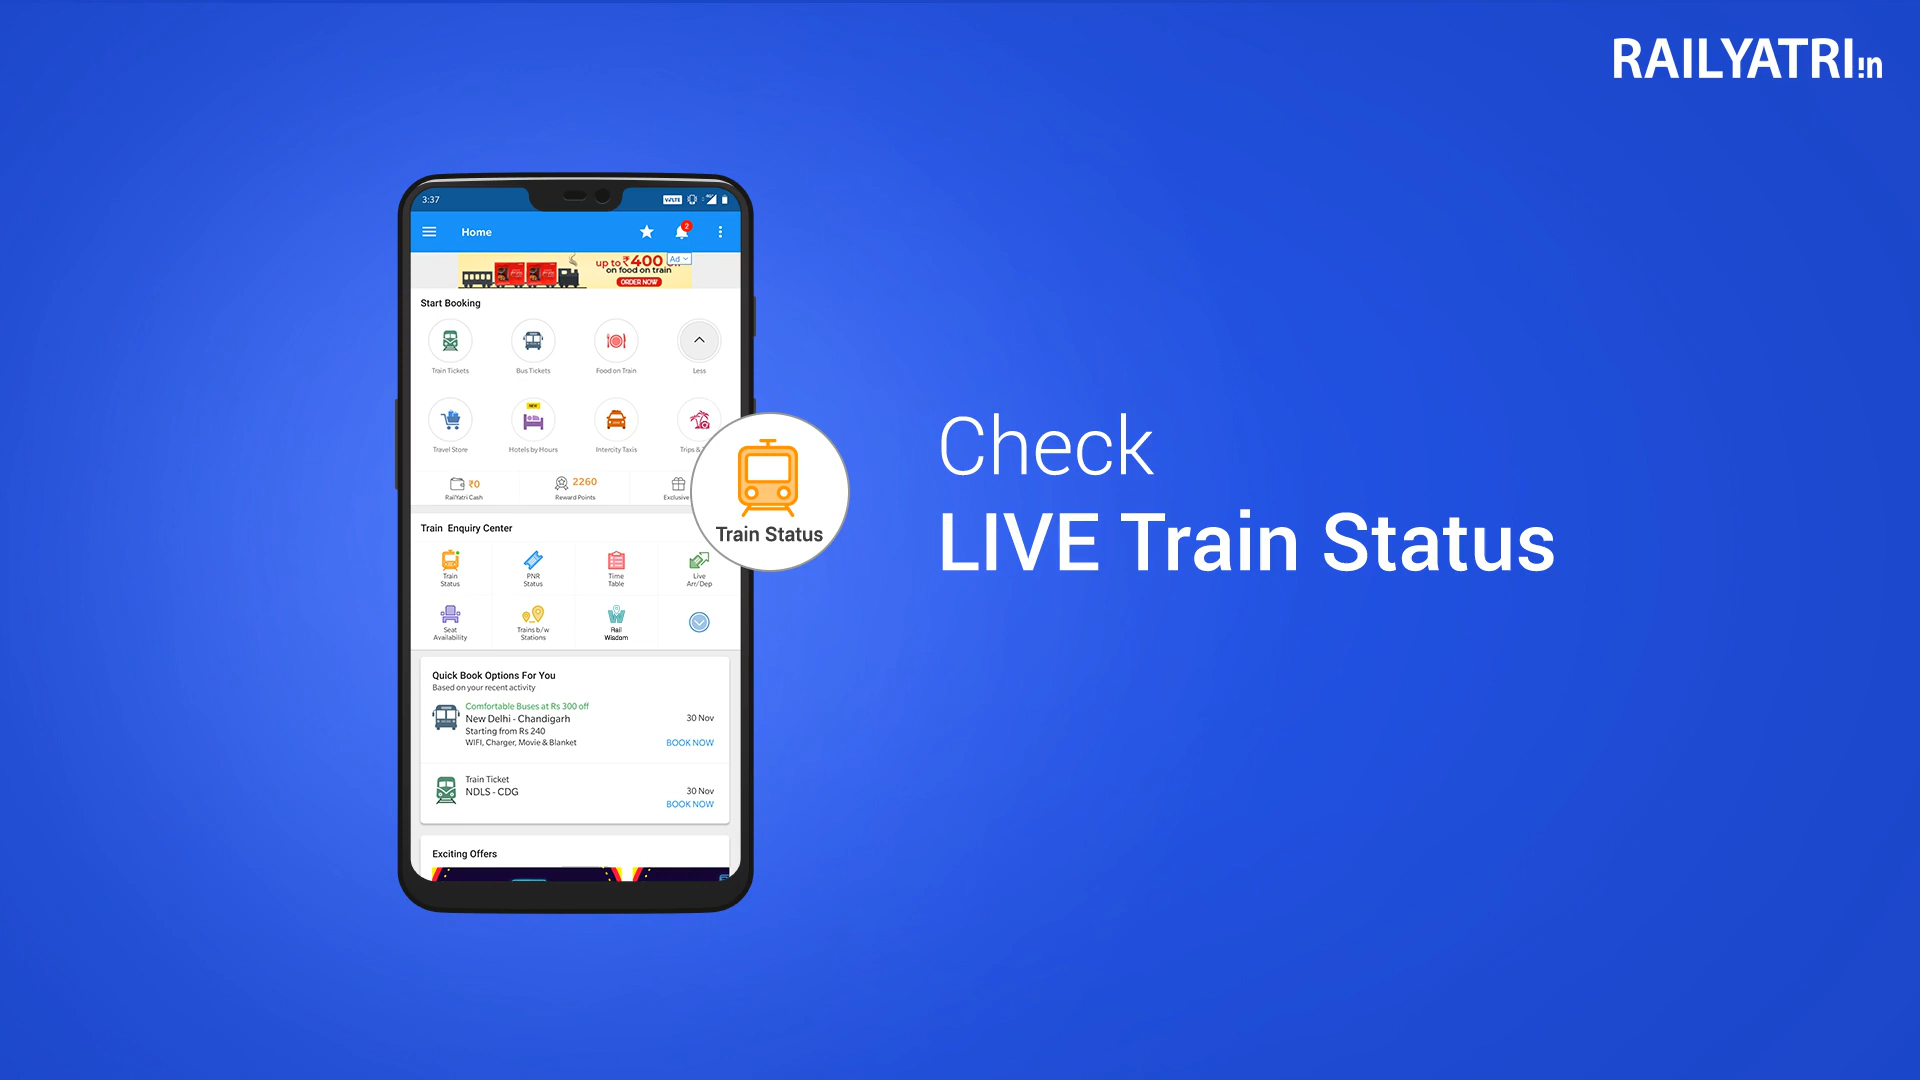 RAILYATRI.in
3:37
VoLTE
Home
2
up to ₹400
Ad
on food on train
ORDER NOW
Start Booking
Train Tickets
Bus Tickets
Food on Train
Less
NEW
Travel Store
Hotels by Hours
Intercity Taxis
Trips &
₹0
RailYatri Cash
2260
Reward Points
Exclusive
Train Status
Check
LIVE Train Status
Train Enquiry Center
Train
Status
PNR
Status
Time
Table
Live
Arr/Dep
Seat
Availability
Trains b/w
Stations
Rail
Wisdom
Quick Book Options For You
Based on your recent activity
Comfortable Buses at Rs 300 off
New Delhi - Chandigarh
30 Nov
Starting from Rs 240
WIFI, Charger, Movie & Blanket
BOOK NOW
Train Ticket
NDLS - CDG
30 Nov
BOOK NOW
Exciting Offers